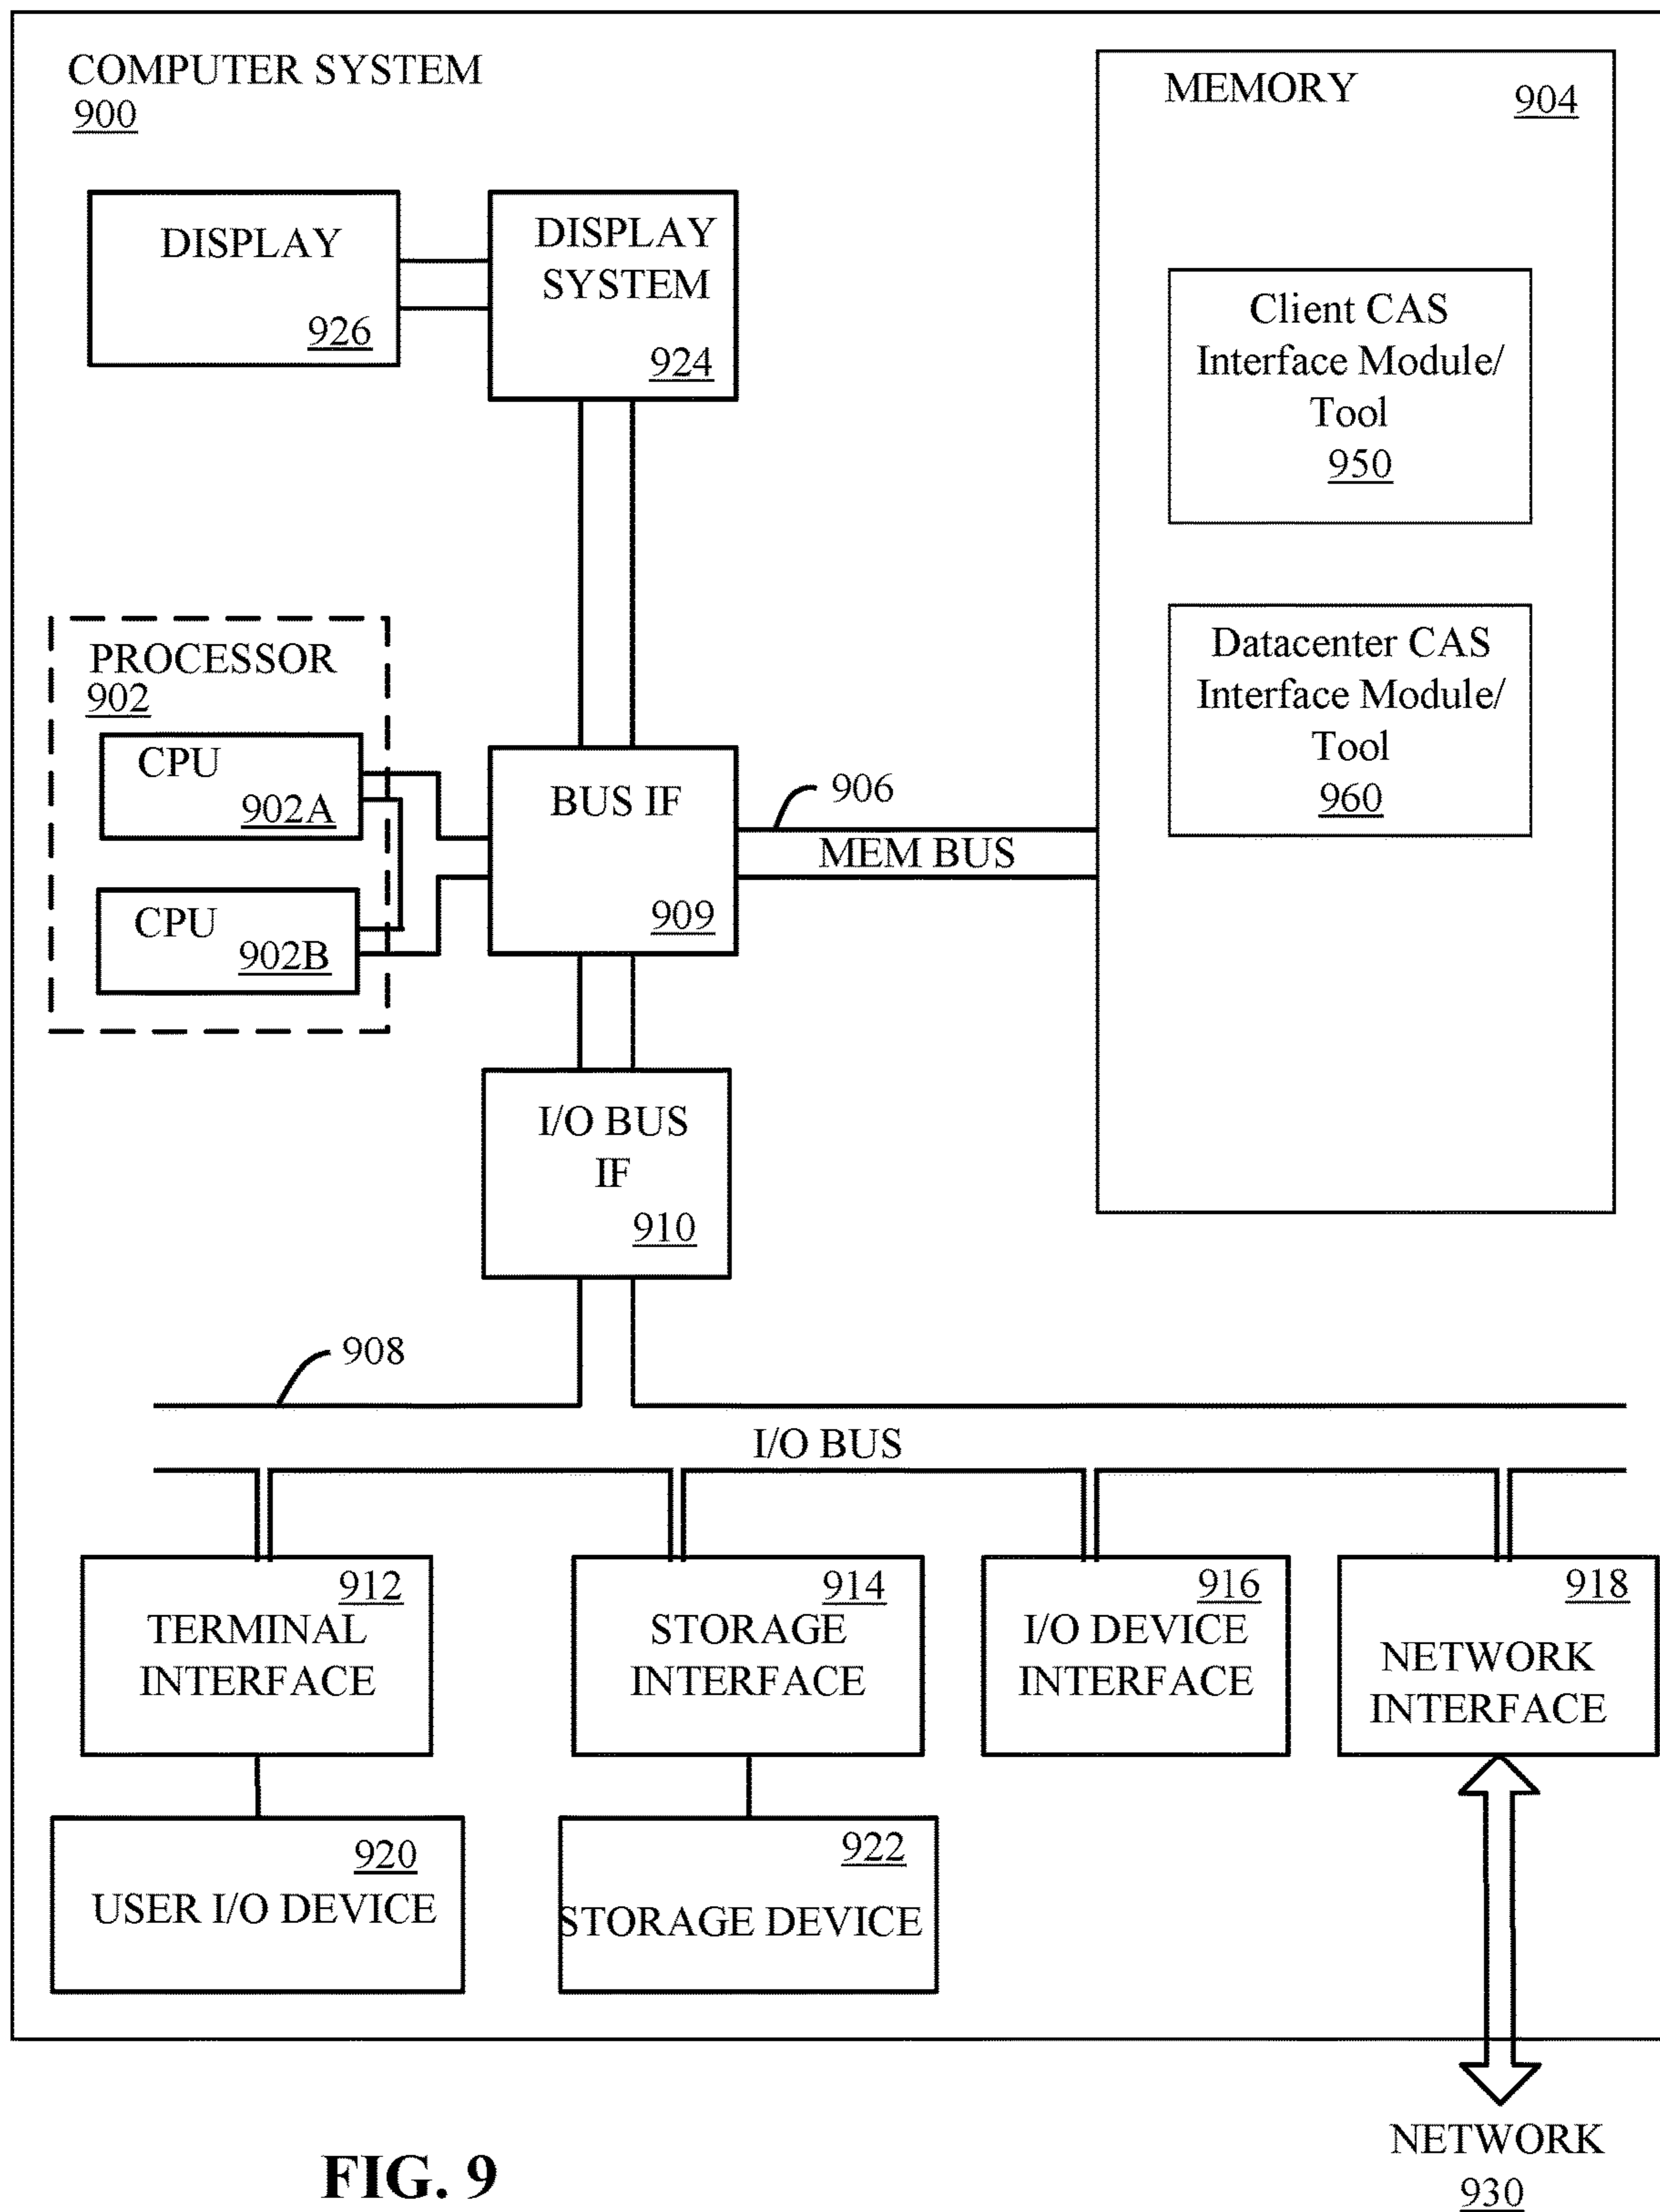 COMPUTER SYSTEM
900
MEMORY
904
DISPLAY
926
DISPLAY
SYSTEM
924
Client CAS
Interface Module/
Tool
950
Datacenter CAS
Interface Module/
Tool
960
PROCESSOR
902
CPU
902A
CPU
902B
BUS IF
909
906
MEM BUS
I/O BUS
IF
910
908
I/O BUS
912
TERMINAL
INTERFACE
914
STORAGE
INTERFACE
916
I/O DEVICE
INTERFACE
918
NETWORK
INTERFACE
920
USER I/O DEVICE
922
STORAGE DEVICE
NETWORK
930
FIG. 9